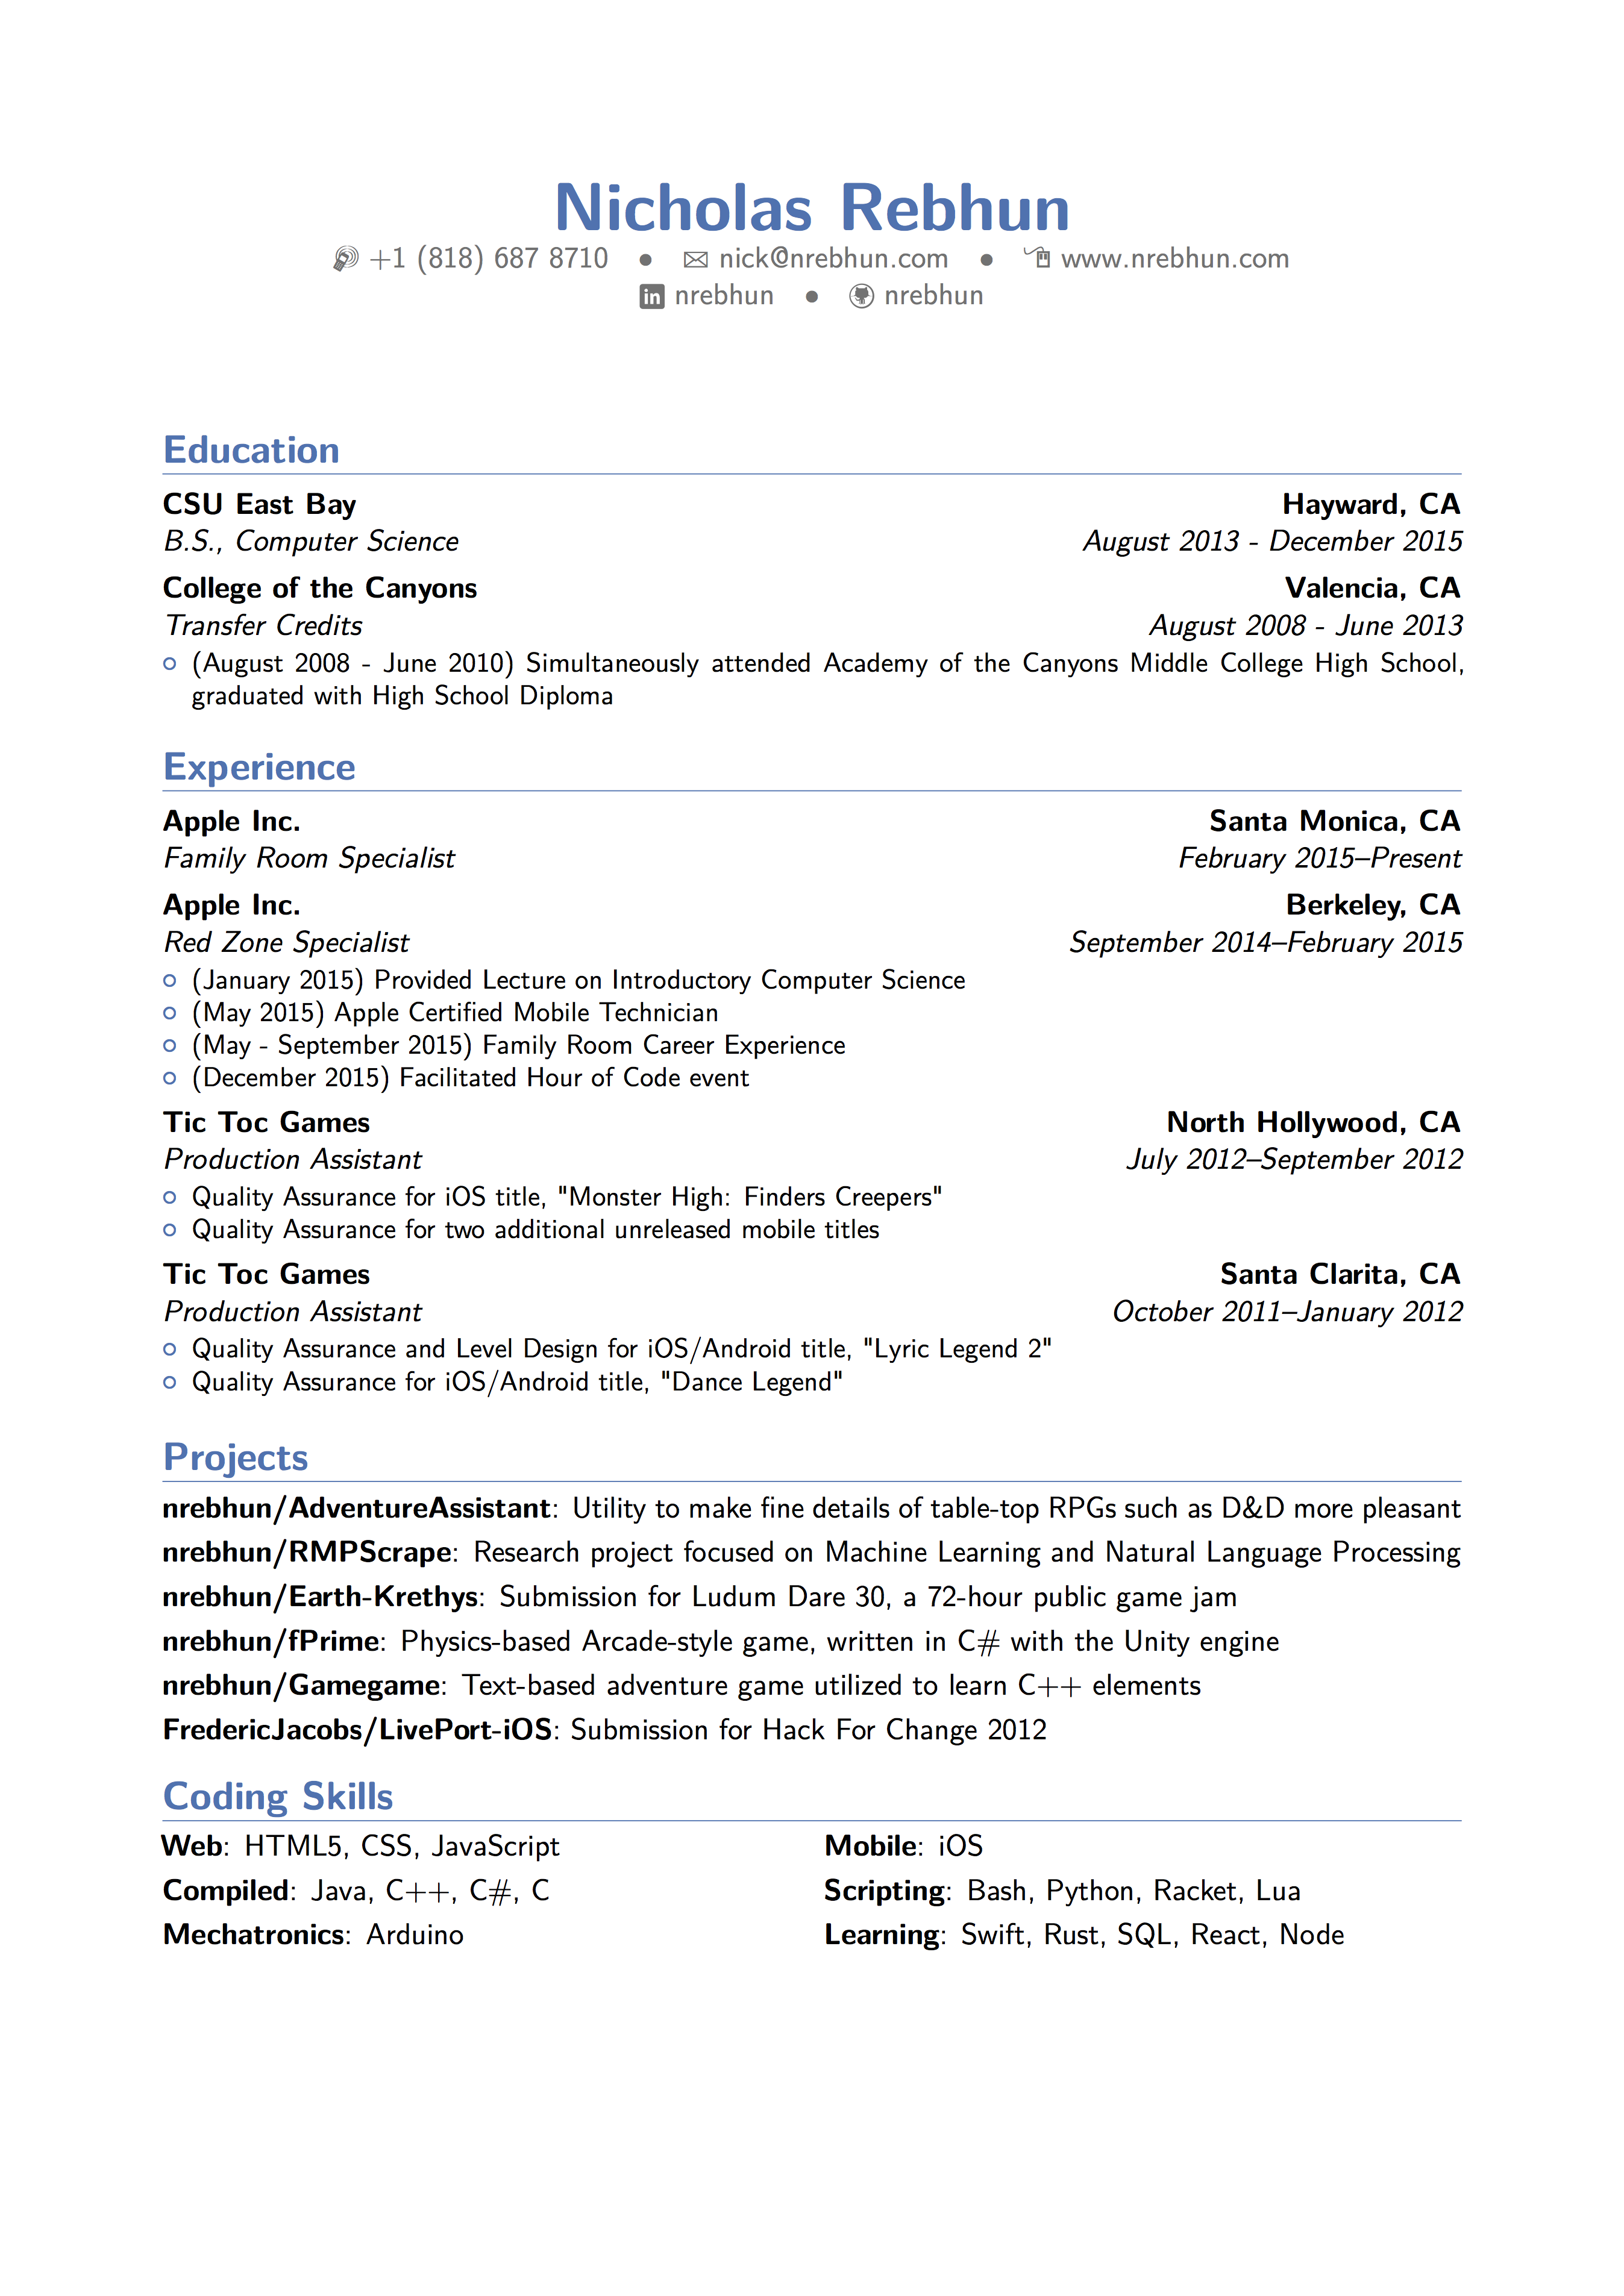 Nicholas Rebhun
+1 (818) 687 8710 • nick@nrebhun.com • www.nrebhun.com
in nrebhun • nrebhun
Education
CSU East Bay Hayward, CA
B.S., Computer Science August 2013 - December 2015
College of the Canyons Valencia, CA
Transfer Credits August 2008 - June 2013
(August 2008 - June 2010) Simultaneously attended Academy of the Canyons Middle College High School,
graduated with High School Diploma
Experience
Apple Inc. Santa Monica, CA
Family Room Specialist February 2015–Present
Apple Inc. Berkeley, CA
Red Zone Specialist September 2014–February 2015
(January 2015) Provided Lecture on Introductory Computer Science
(May 2015) Apple Certified Mobile Technician
(May - September 2015) Family Room Career Experience
(December 2015) Facilitated Hour of Code event
Tic Toc Games North Hollywood, CA
Production Assistant July 2012–September 2012
Quality Assurance for iOS title, "Monster High: Finders Creepers"
Quality Assurance for two additional unreleased mobile titles
Tic Toc Games Santa Clarita, CA
Production Assistant October 2011–January 2012
Quality Assurance and Level Design for iOS/Android title, "Lyric Legend 2"
Quality Assurance for iOS/Android title, "Dance Legend"
Projects
nrebhun/AdventureAssistant: Utility to make fine details of table-top RPGs such as D&D more pleasant
nrebhun/RMPScrape: Research project focused on Machine Learning and Natural Language Processing
nrebhun/Earth-Krethys: Submission for Ludum Dare 30, a 72-hour public game jam
nrebhun/fPrime: Physics-based Arcade-style game, written in C# with the Unity engine
nrebhun/Gamegame: Text-based adventure game utilized to learn C++ elements
FredericJacobs/LivePort-iOS: Submission for Hack For Change 2012
Coding Skills
Web: HTML5, CSS, JavaScript Mobile: iOS
Compiled: Java, C++, C#, C Scripting: Bash, Python, Racket, Lua
Mechatronics: Arduino Learning: Swift, Rust, SQL, React, Node